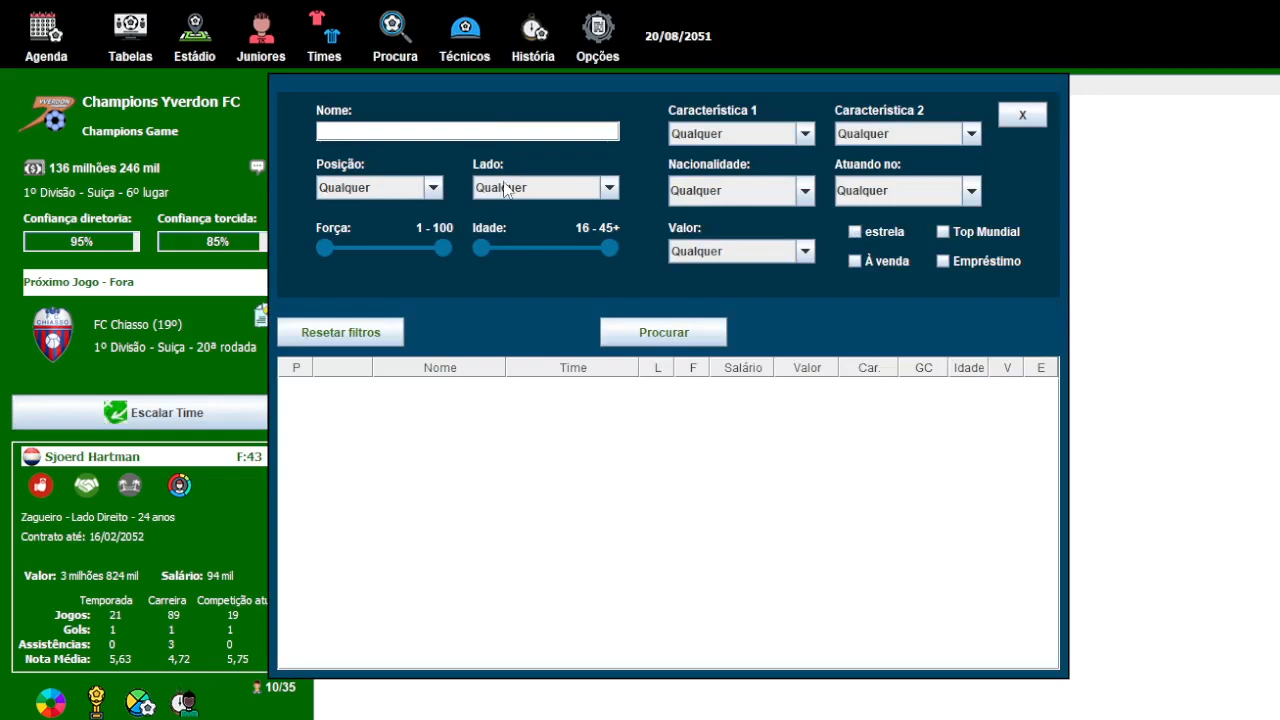 Agenda Tabelas Estádio Juniores Times Procura Técnicos História Opções 20/08/2051
YVERDON
Champions Yverdon FC
Champions Game
136 milhões 246 mil
1º Divisão - Suiça - 6º lugar
Confiança diretoria: Confiança torcida:
95% 85%
Próximo Jogo - Fora
F.C.
CHIASSO
FC Chiasso (19º)
1º Divisão - Suiça - 20ª rodada
Escalar Time
Sjoerd Hartman F:43
Zagueiro - Lado Direito - 24 anos
Contrato até: 16/02/2052
Valor: 3 milhões 824 mil Salário: 94 mil
Temporada Carreira Competição atu
Jogos: 21 89 19
Gols: 1 1 1
Assistências: 0 3 0
Nota Média: 5,63 4,72 5,75
10/35
Nome: Característica 1 Característica 2 X
Qualquer Qualquer
Posição: Lado: Nacionalidade: Atuando no:
Qualquer Qualquer Qualquer Qualquer
Força: 1 - 100 Idade: 16 - 45+ Valor: estrela Top Mundial
Qualquer À venda Empréstimo
Resetar filtros Procurar
P Nome Time L F Salário Valor Car. GC Idade V E